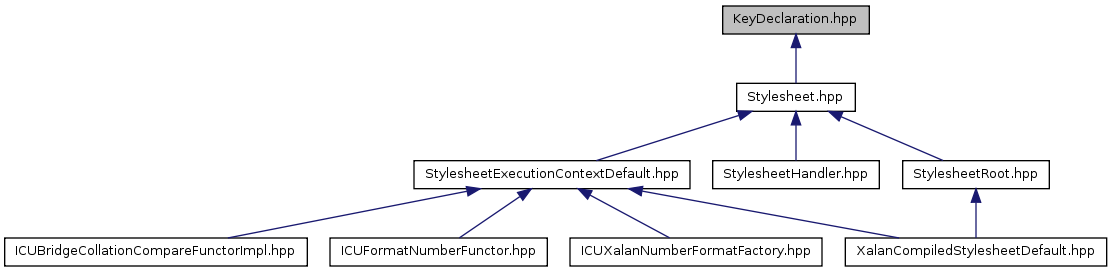 KeyDeclaration.hpp
Stylesheet.hpp
StylesheetExecutionContextDefault.hpp
StylesheetHandler.hpp
StylesheetRoot.hpp
ICUBridgeCollationCompareFunctorImpl.hpp
ICUFormatNumberFunctor.hpp
ICUXalanNumberFormatFactory.hpp
XalanCompiledStylesheetDefault.hpp